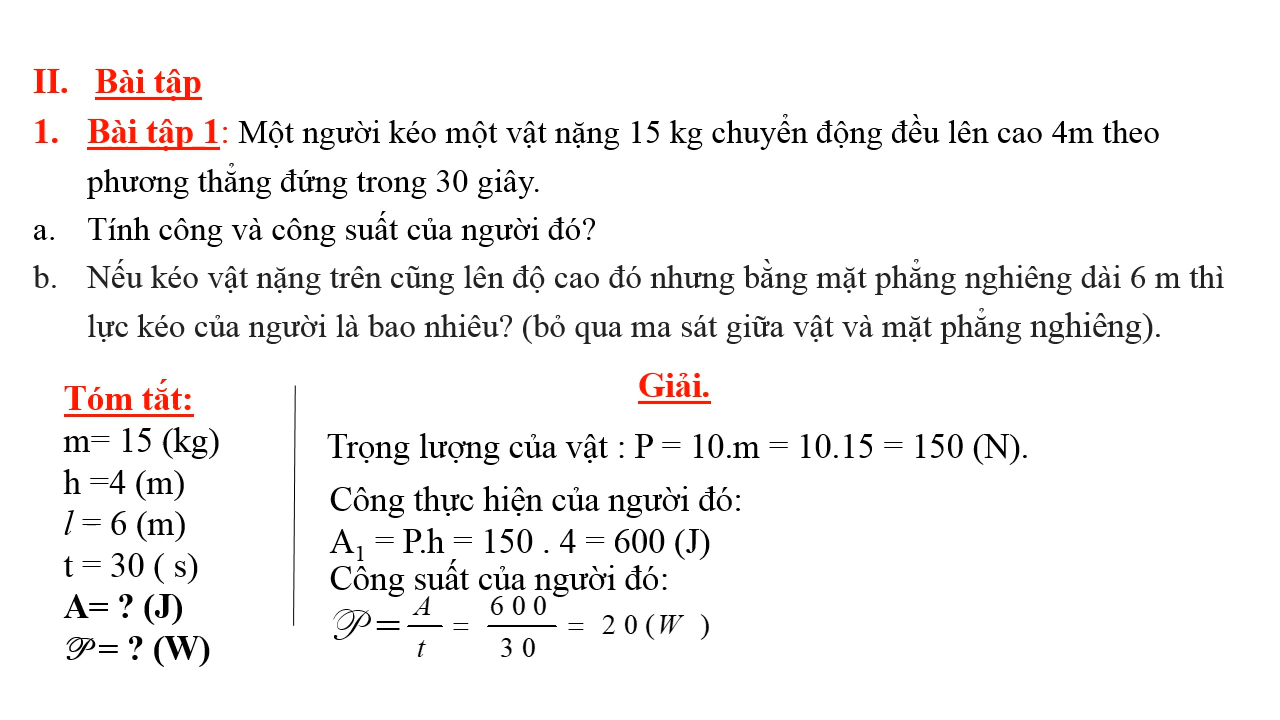 II. Bài tập
1. Bài tập 1: Một người kéo một vật nặng 15 kg chuyển động đều lên cao 4m theo
phương thẳng đứng trong 30 giây.
a. Tính công và công suất của người đó?
b. Nếu kéo vật nặng trên cũng lên độ cao đó nhưng bằng mặt phẳng nghiêng dài 6 m thì
lực kéo của người là bao nhiêu? (bỏ qua ma sát giữa vật và mặt phẳng nghiêng).
Tóm tắt:
m= 15 (kg)
h =4 (m)
l = 6 (m)
t = 30 ( s)
A= ? (J)
𝒫 = ? (W)
Giải.
Trọng lượng của vật : P = 10.m = 10.15 = 150 (N).
Công thực hiện của người đó:
A₁ = P.h = 150 . 4 = 600 (J)
Công suất của người đó:
𝒫 = A/t = 600/30 = 20(W )